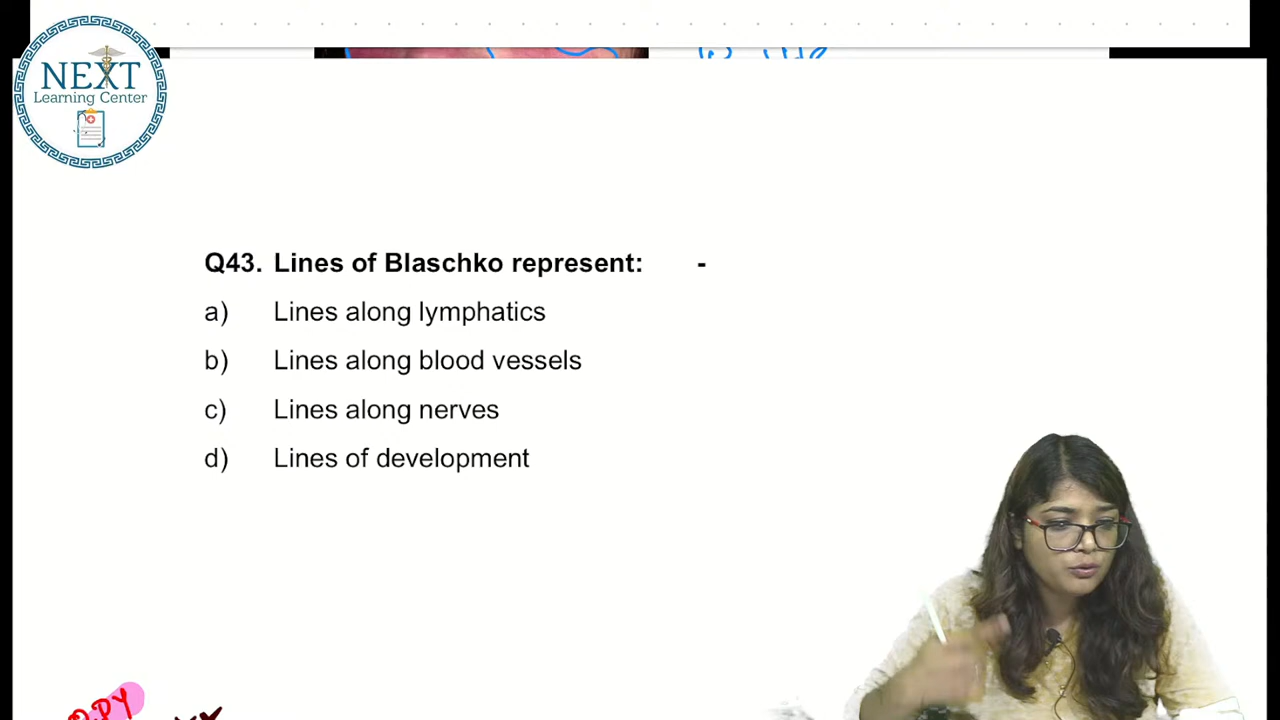 NEXT
Learning Center
Q43. Lines of Blaschko represent: -
a) Lines along lymphatics
b) Lines along blood vessels
c) Lines along nerves
d) Lines of development